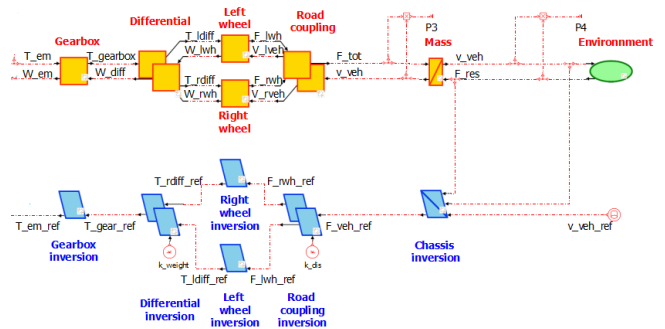 Differential
Left
wheel
Road
coupling
P3
P4
Gearbox
Mass
Environnment
T_em
T_gearbox
T_ldiff
F_lwh
F_tot
v_veh
W_em
W_diff
W_lwh
V_lveh
v_veh
F_res
T_rdiff
F_rwh
W_rwh
V_rveh
Right
wheel
T_rdiff_ref
F_rwh_ref
Right
wheel
inversion
T_em_ref
T_gear_ref
F_veh_ref
v_veh_ref
Gearbox
inversion
Chassis
inversion
k_weight
k_dis
T_ldiff_ref
F_lwh_ref
Differential
inversion
Left
wheel
inversion
Road
coupling
inversion